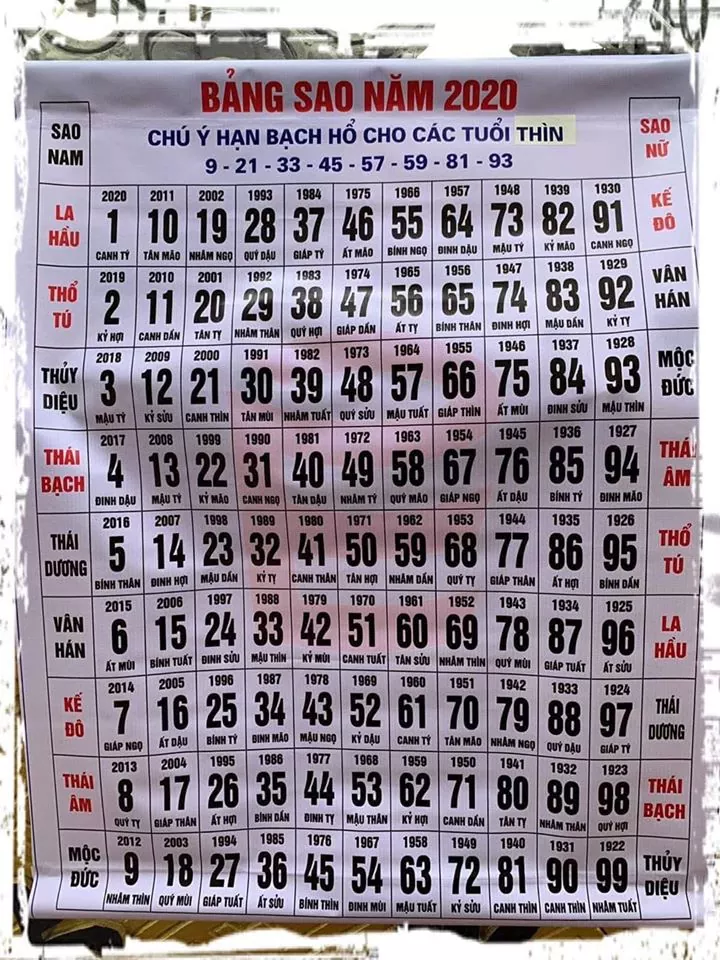 BẢNG SAO NĂM 2020
SAO NAM
CHÚ Ý HẠN BẠCH HỔ CHO CÁC TUỔI THÌN
9 - 21 - 33 - 45 - 57 - 59 - 81 - 93
SAO NỮ
2020 2011 2002 1993 1984 1975 1966 1957 1948 1939 1930
LA HẦU 1 10 19 28 37 46 55 64 73 82 91 KẾ ĐÔ
CANH TÝ TÂN MÃO NHÂM NGỌ QUÝ DẬU GIÁP TÝ ẤT MÃO BÍNH NGỌ ĐINH DẬU MẬU TÝ KỶ MÃO CANH NGỌ
2019 2010 2001 1992 1983 1974 1965 1956 1947 1938 1929
THỔ TÚ 2 11 20 29 38 47 56 65 74 83 92 VÂN HÁN
KỶ HỢI CANH DẦN TÂN TỴ NHÂM THÂN QUÝ HỢI GIÁP DẦN ẤT TỴ BÍNH THÂN ĐINH HỢI MẬU DẦN KỶ TỴ
2018 2009 2000 1991 1982 1973 1964 1955 1946 1937 1928
THỦY DIỆU 3 12 21 30 39 48 57 66 75 84 93 MỘC ĐỨC
MẬU TÝ KỶ SỬU CANH THÌN TÂN MÙI NHÂM TUẤT QUÝ SỬU MẬU TUẤT GIÁP THÌN ẤT MÙI ĐINH SỬU MẬU THÌN
2017 2008 1999 1990 1981 1972 1963 1954 1945 1936 1927
THÁI BẠCH 4 13 22 31 40 49 58 67 76 85 94 THÁI ÂM
ĐINH DẬU MẬU TÝ KỶ MÃO CANH NGỌ TÂN DẬU NHÂM TÝ QUÝ MÃO GIÁP NGỌ ẤT DẬU BÍNH TÝ ĐINH MÃO
2016 2007 1998 1989 1980 1971 1962 1953 1944 1935 1926
THÁI DƯƠNG 5 14 23 32 41 50 59 68 77 86 95 THỔ TÚ
BÍNH THÂN ĐINH HỢI MẬU DẦN KỶ TỴ CANH THÂN TÂN HỢI NHÂM DẦN QUÝ TỴ GIÁP THÂN ẤT HỢI BÍNH DẦN
2015 2006 1997 1988 1979 1970 1961 1952 1943 1934 1925
VÂN HÁN 6 15 24 33 42 51 60 69 78 87 96 LA HẦU
ẤT MÙI BÍNH TUẤT ĐINH SỬU MẬU THÌN KỶ MÙI CANH TUẤT TÂN SỬU NHÂM THÌN QUÝ MÙI GIÁP TUẤT ẤT SỬU
2014 2005 1996 1987 1978 1969 1960 1951 1942 1933 1924
KẾ ĐÔ 7 16 25 34 43 52 61 70 79 88 97 THÁI DƯƠNG
GIÁP NGỌ ẤT DẬU BÍNH TÝ ĐINH MÃO MẬU NGỌ KỶ DẬU CANH TÝ TÂN MÃO NHÂM NGỌ QUÝ DẬU GIÁP TÝ
2013 2004 1995 1986 1977 1968 1959 1950 1941 1932 1923
THÁI ÂM 8 17 26 35 44 53 62 71 80 89 98 THÁI BẠCH
QUÝ TỴ GIÁP THÂN ẤT HỢI BÍNH DẦN ĐINH TỴ MẬU THÂN KỶ HỢI CANH DẦN TÂN TỴ NHÂM THÂN QUÝ HỢI
2012 2003 1994 1985 1976 1967 1958 1949 1940 1931 1922
MỘC ĐỨC 9 18 27 36 45 54 63 72 81 90 99 THỦY DIỆU
NHÂM THÌN QUÝ MÙI GIÁP TUẤT ẤT SỬU BÍNH THÌN ĐINH MÙI MẬU TUẤT KỶ SỬU CANH THÌN CANH THÌN NHÂM TUẤT